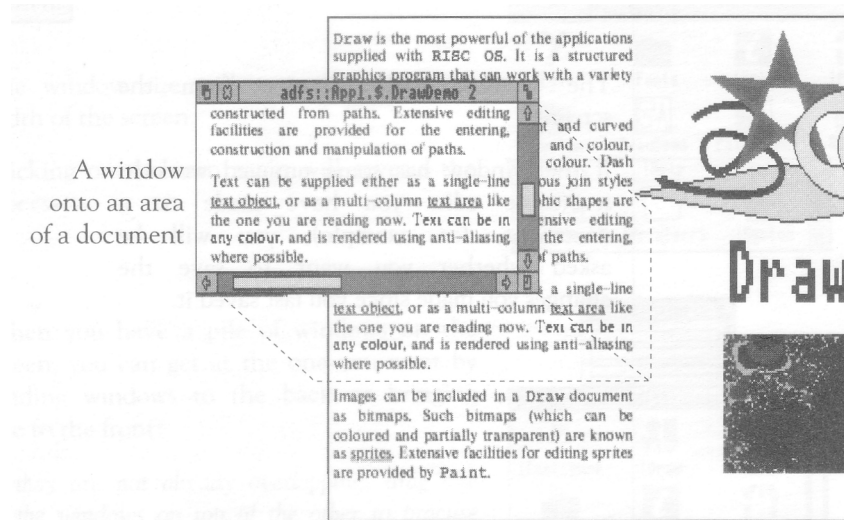 Draw is the most powerful of the applications
supplied with RISC OS. It is a structured
graphics program that can work with a variety
adfs::App1.$.DrawDemo 2
constructed from paths. Extensive editing
facilities are provided for the entering,
construction and manipulation of paths.
Text can be supplied either as a single-line
text object, or as a multi-column text area like
the one you are reading now. Text can be in
any colour, and is rendered using anti-aliasing
where possible.
and curved
and colour,
colour. Dash
join styles
shapes are
editing
the entering,
of paths.
a single-line
text object, or as a multi-column text area like
the one you are reading now. Text can be in
any colour, and is rendered using anti-aliasing
where possible.
Images can be included in a Draw document
as bitmaps. Such bitmaps (which can be
coloured and partially transparent) are known
as sprites. Extensive facilities for editing sprites
are provided by Paint.
A window
onto an area
of a document
Draw